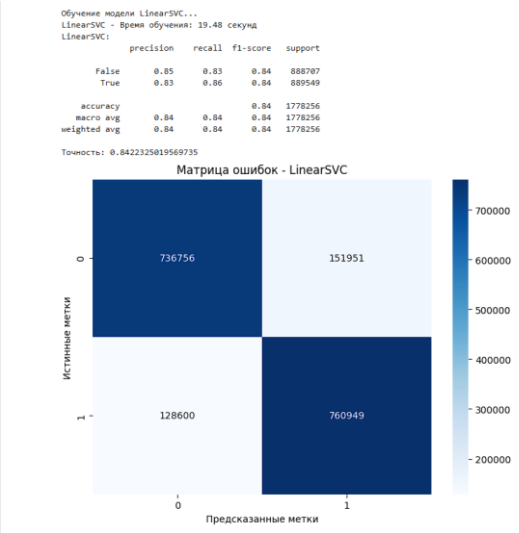 Обучение модели LinearSVC...
LinearSVC - Время обучения: 19.48 секунд
LinearSVC:
precision recall f1-score support
False 0.85 0.83 0.84 888707
True 0.83 0.86 0.84 889549
accuracy 0.84 1778256
macro avg 0.84 0.84 0.84 1778256
weighted avg 0.84 0.84 0.84 1778256
Точность: 0.8422325019569735
Матрица ошибок - LinearSVC
700000
600000
500000
400000
300000
200000
Истинные метки
0
736756 151951
1
128600 760949
0 1
Предсказанные метки